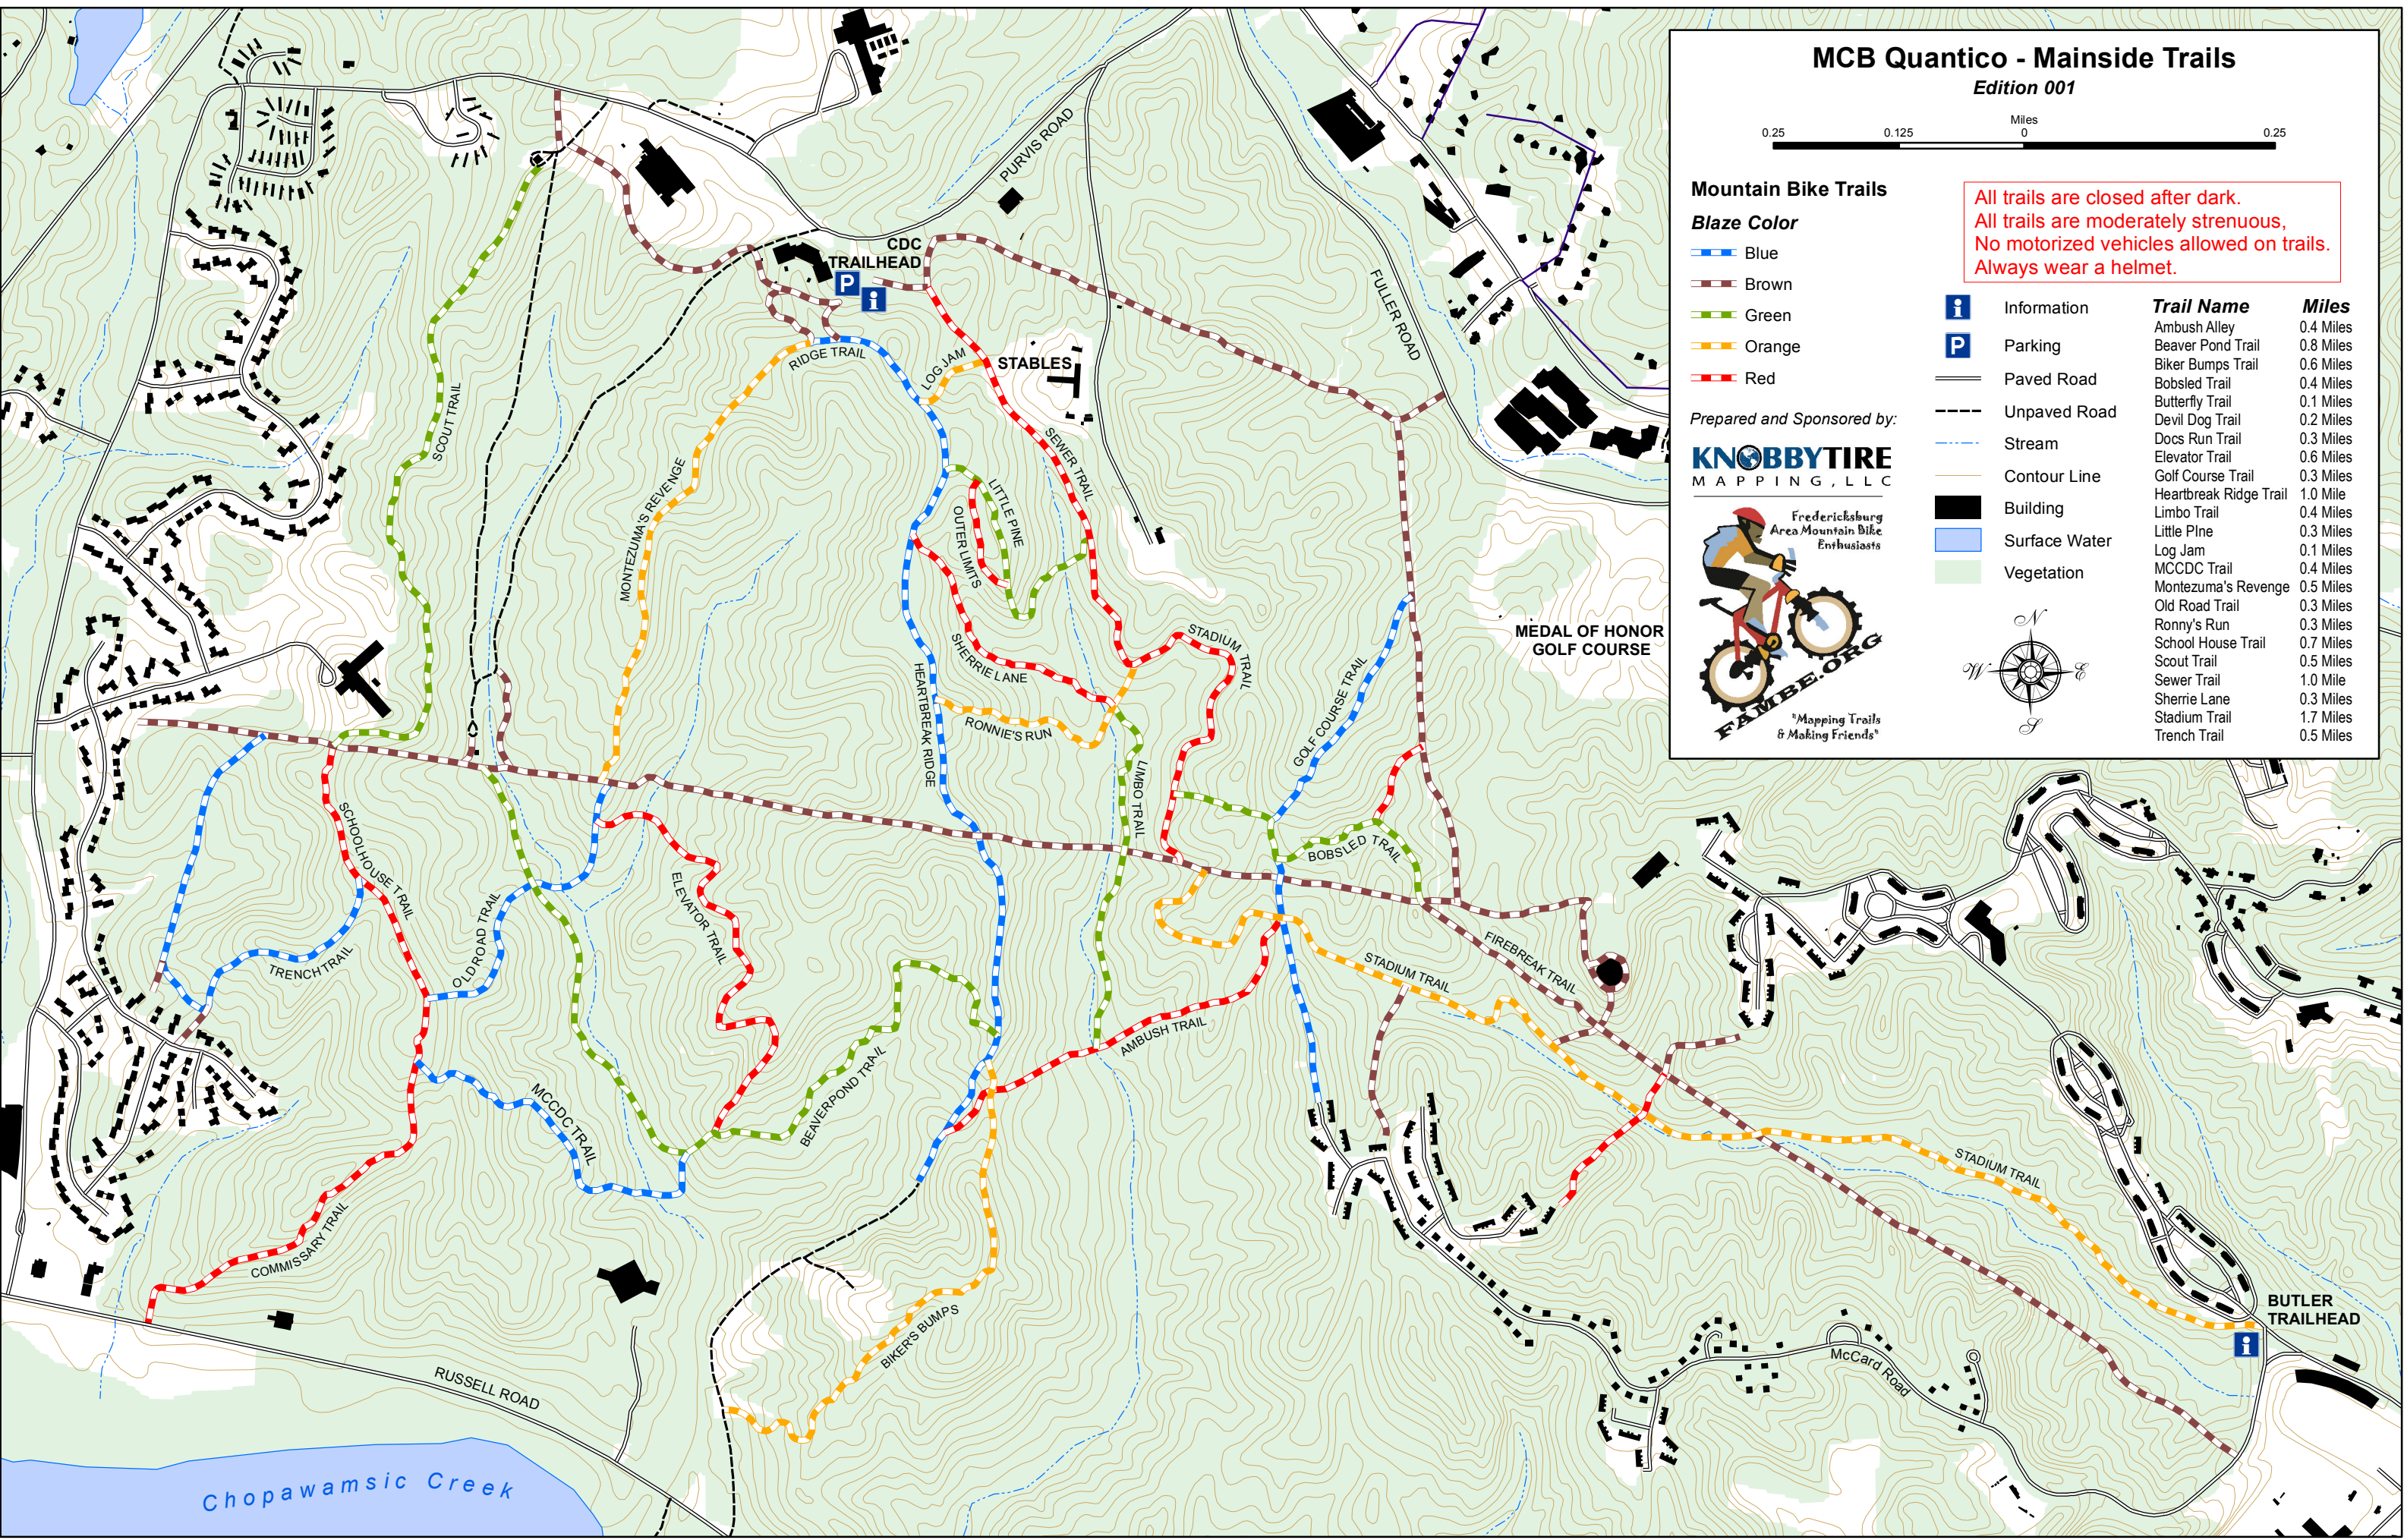 MCB Quantico - Mainside Trails
Edition 001
Miles
0.25 0.125 0 0.25
Mountain Bike Trails
Blaze Color
Blue
Brown
Green
Orange
Red
All trails are closed after dark.
All trails are moderately strenuous,
No motorized vehicles allowed on trails.
Always wear a helmet.
Prepared and Sponsored by:
KNOBBYTIRE
MAPPING, LLC
Fredericksburg
Area Mountain Bike
Enthusiasts
FAMBE.ORG
"Mapping Trails
& Making Friends"
i Information
P Parking
Paved Road
Unpaved Road
Stream
Contour Line
Building
Surface Water
Vegetation
N
W E
S
Trail Name Miles
Ambush Alley 0.4 Miles
Beaver Pond Trail 0.8 Miles
Biker Bumps Trail 0.6 Miles
Bobsled Trail 0.4 Miles
Butterfly Trail 0.1 Miles
Devil Dog Trail 0.2 Miles
Docs Run Trail 0.3 Miles
Elevator Trail 0.6 Miles
Golf Course Trail 0.3 Miles
Heartbreak Ridge Trail 1.0 Mile
Limbo Trail 0.4 Miles
Little PIne 0.3 Miles
Log Jam 0.1 Miles
MCCDC Trail 0.4 Miles
Montezuma's Revenge 0.5 Miles
Old Road Trail 0.3 Miles
Ronny's Run 0.3 Miles
School House Trail 0.7 Miles
Scout Trail 0.5 Miles
Sewer Trail 1.0 Mile
Sherrie Lane 0.3 Miles
Stadium Trail 1.7 Miles
Trench Trail 0.5 Miles
PURVIS ROAD
CDC
TRAILHEAD
P
i
FULLER ROAD
RIDGE TRAIL
LOG JAM
STABLES
SCOUT TRAIL
SEWER TRAIL
MONTEZUMA'S REVENGE
LITTLE PINE
OUTER LIMITS
MEDAL OF HONOR
GOLF COURSE
STADIUM TRAIL
SHERRIE LANE
HEARTBREAK RIDGE
RONNIE'S RUN
GOLF COURSE TRAIL
LIMBO TRAIL
SCHOOLHOUSE TRAIL
BOBSLED TRAIL
ELEVATOR TRAIL
OLD ROAD TRAIL
TRENCH TRAIL
FIREBREAK TRAIL
STADIUM TRAIL
AMBUSH TRAIL
BEAVERPOND TRAIL
MCCDC TRAIL
STADIUM TRAIL
COMMISSARY TRAIL
BIKER'S BUMPS
BUTLER
TRAILHEAD
i
McCard Road
RUSSELL ROAD
Chopawamsic Creek